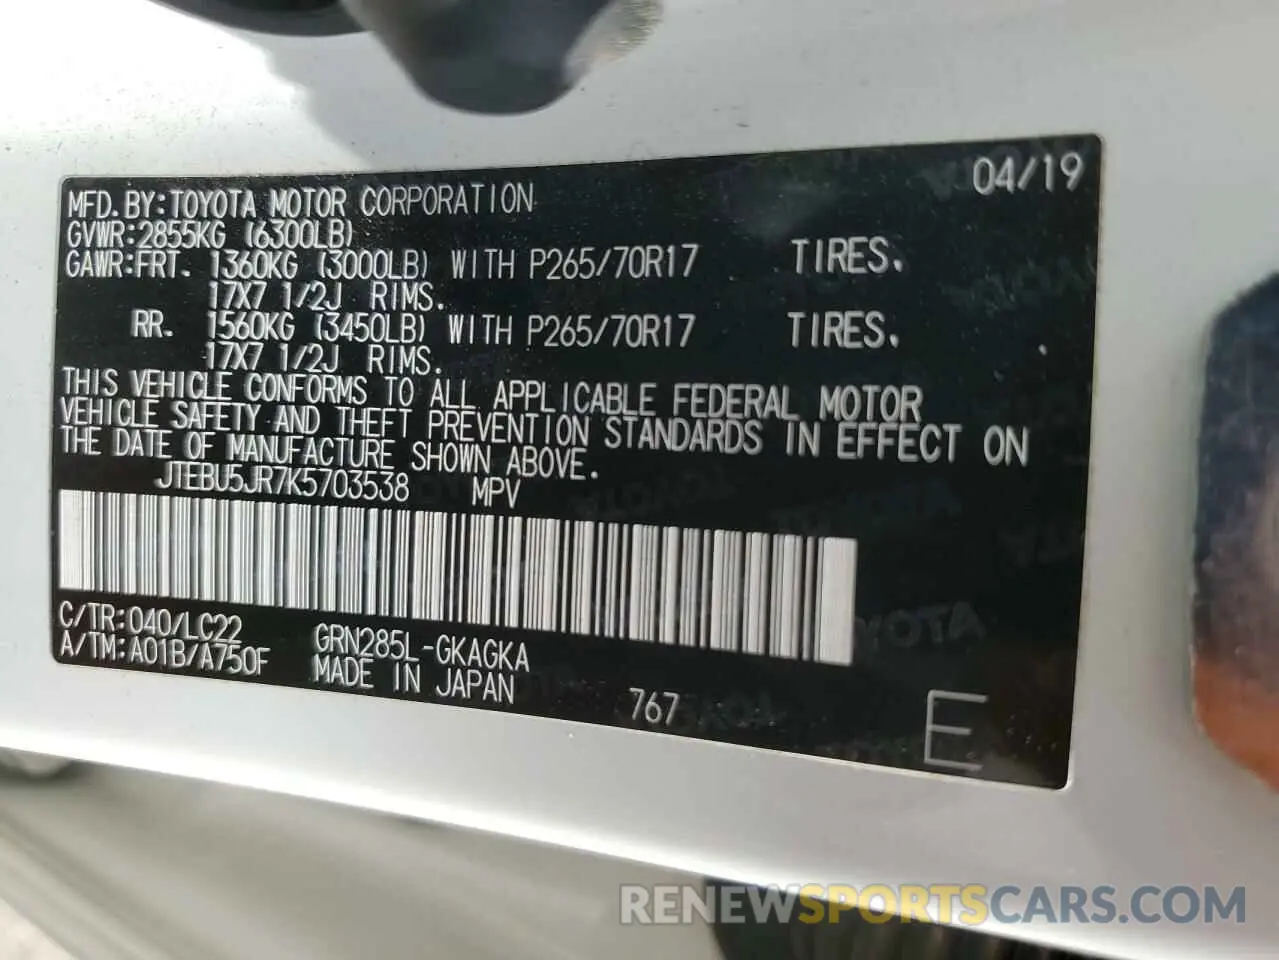 04/19
MFD.BY:TOYOTA MOTOR CORPORATION
GVWR:2855KG (6300LB)
GAWR:FRT. 1360KG (3000LB) WITH P265/70R17 TIRES.
17X7 1/2J RIMS.
RR. 1560KG (3450LB) WITH P265/70R17 TIRES.
17X7 1/2J RIMS.
THIS VEHICLE CONFORMS TO ALL APPLICABLE FEDERAL MOTOR
VEHICLE SAFETY AND THEFT PREVENTION STANDARDS IN EFFECT ON
THE DATE OF MANUFACTURE SHOWN ABOVE.
JTEBU5JR7K5703538 MPV
C/TR:040/LC22
A/TM:A01B/A750F
GRN285L-GKAGKA
MADE IN JAPAN
767
E
RENEWSPORTSCARS.COM